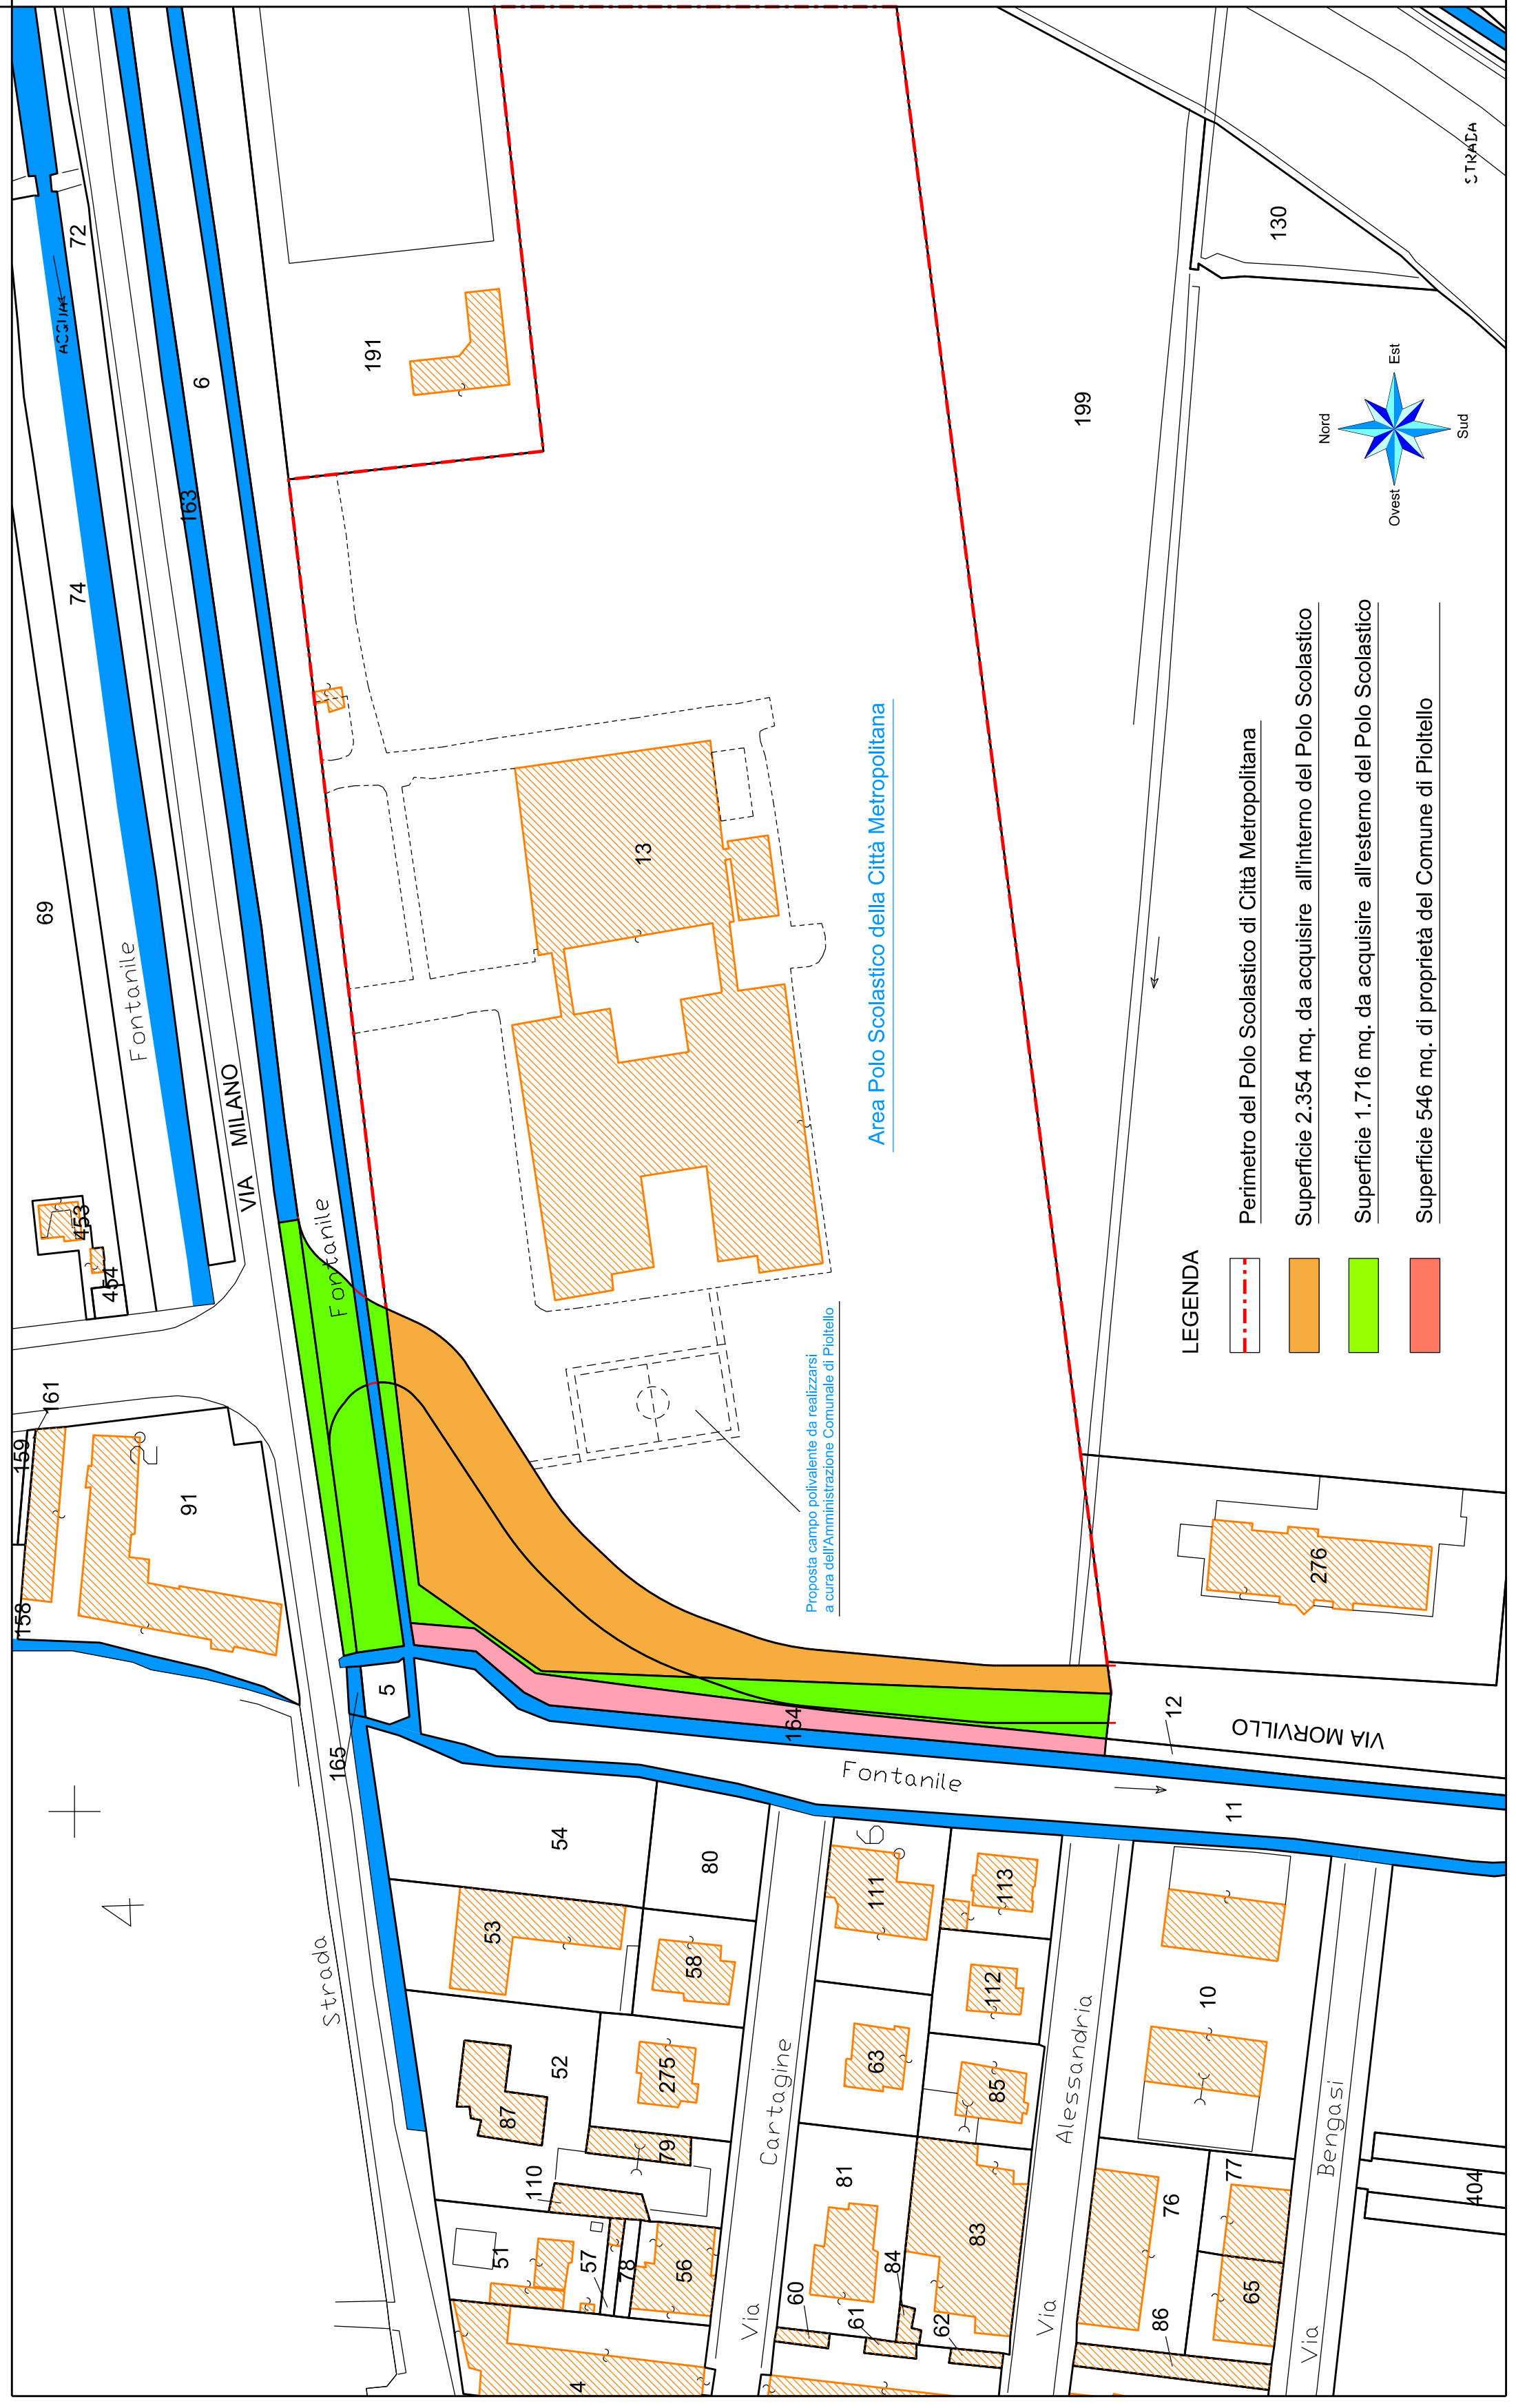 72
ACQUA
6
163
74
69
Fontanile
191
130
STRADA
199
Nord
Est
Sud
Ovest
13
Area Polo Scolastico della Città Metropolitana
VIA MILANO
Fontanile
453
454
161
159
2
91
158
Proposta campo polivalente da realizzarsi
a cura dell'Amministrazione Comunale di Pioltello
LEGENDA
Perimetro del Polo Scolastico di Città Metropolitana
Superficie 2.354 mq. da acquisire all'interno del Polo Scolastico
Superficie 1.716 mq. da acquisire all'esterno del Polo Scolastico
Superficie 546 mq. di proprietà del Comune di Pioltello
276
5
165
164
12
VIA MORVILLO
Fontanile
11
4
Strada
54
80
53
58
6
111
113
112
10
52
87
275
79
110
Via Cartagine
63
85
Via Alessandria
Via Bengasi
51
57
78
56
81
83
84
60
61
62
76
77
86
65
404
4